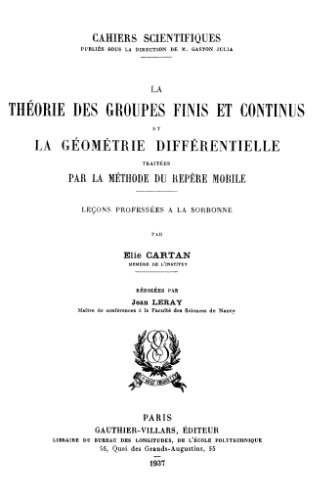 CAHIERS SCIENTIFIQUES
PUBLIÉS SOUS LA DIRECTION DE M. GASTON JULIA
LA
THÉORIE DES GROUPES FINIS ET CONTINUS
ET
LA GÉOMÉTRIE DIFFÉRENTIELLE
TRAITÉES
PAR LA MÉTHODE DU REPÈRE MOBILE
LEÇONS PROFESSÉES A LA SORBONNE
PAR
Elie CARTAN
MEMBRE DE L'INSTITUT
RÉDIGÉES PAR
Jean LERAY
Maître de conférences à la Faculté des Sciences de Nancy
PARIS
GAUTHIER-VILLARS, ÉDITEUR
LIBRAIRE DU BUREAU DES LONGITUDES, DE L'ÉCOLE POLYTECHNIQUE
55, Quai des Grands-Augustins, 55
1937